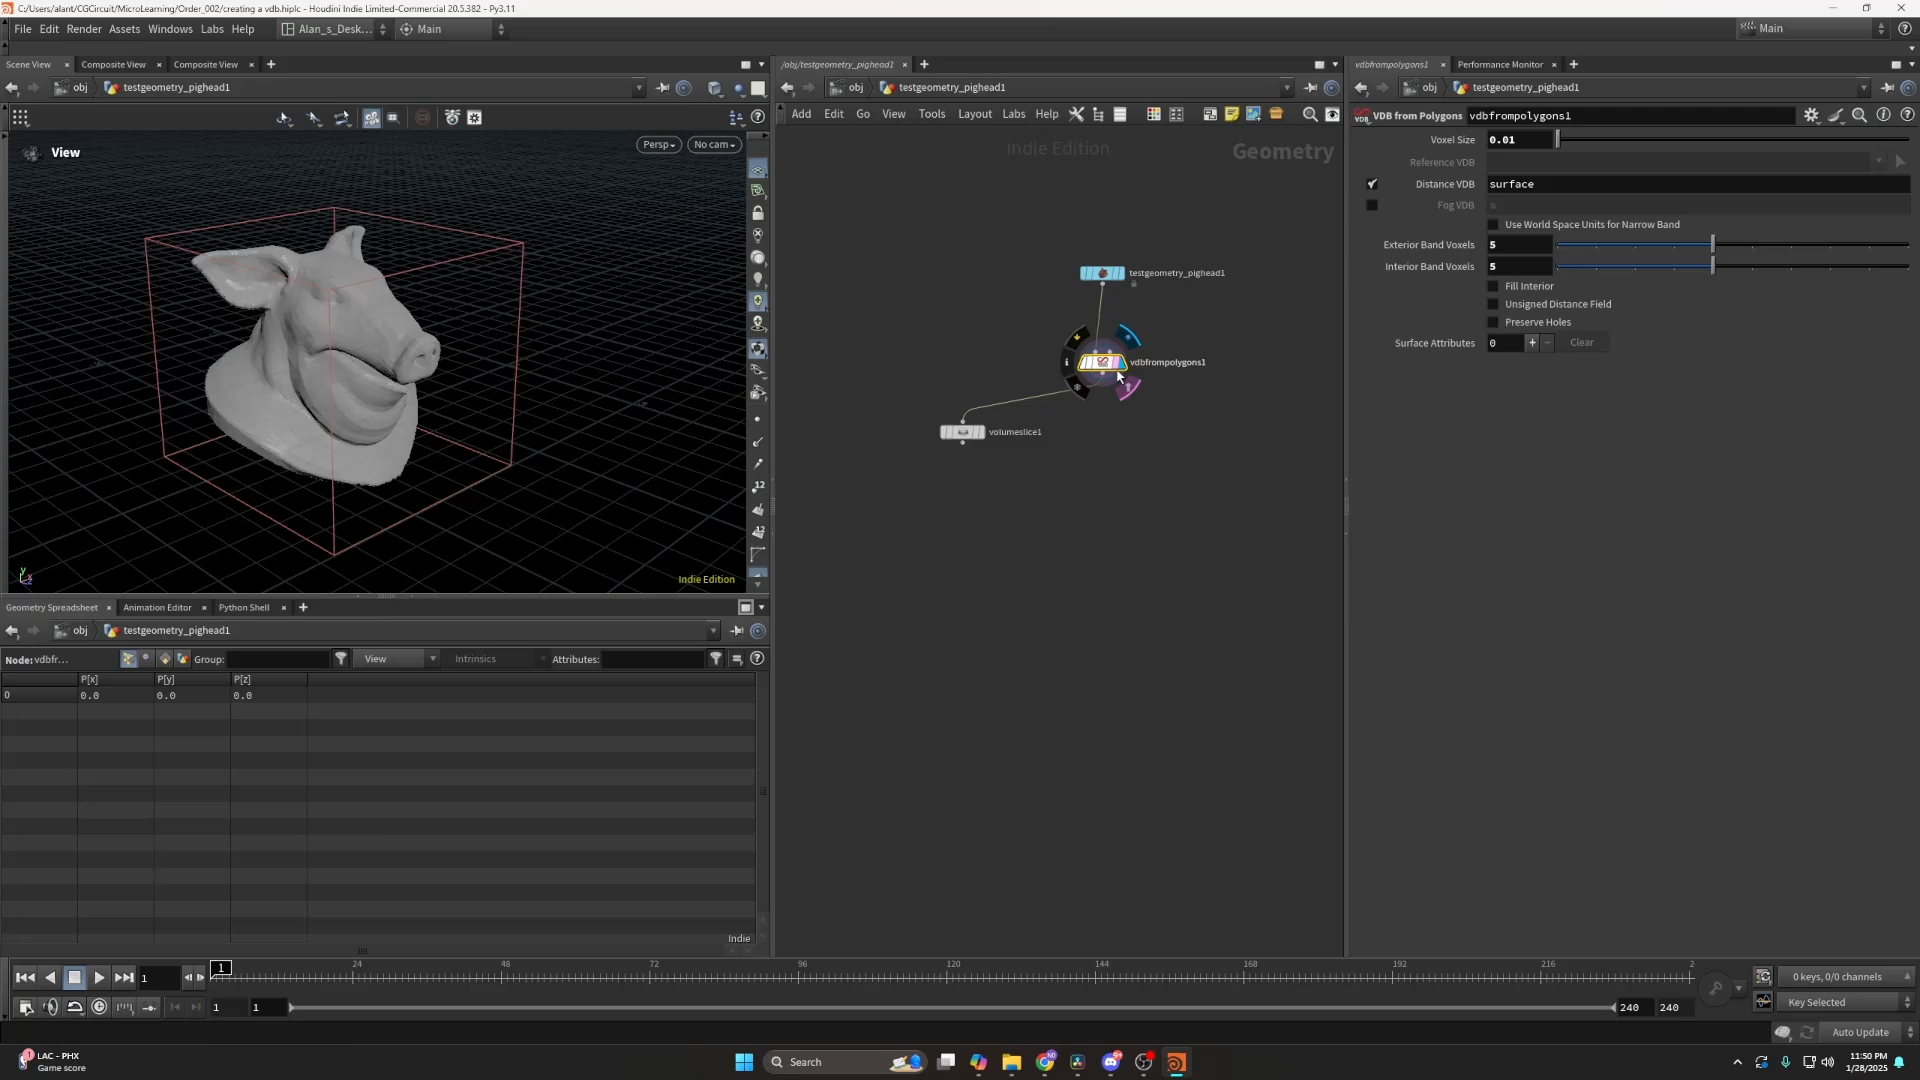 C:/Users/alant/CGCircuit/MicroLearning/Order_002/creating a vdb.hiplc - Houdini Indie Limited-Commercial 20.5.382 - Py3.11
File Edit Render Assets Windows Labs Help
Alan_s_Desk...
Main
Main
Scene View
Composite View
Composite View
/obj/testgeometry_pighead1
vdbfrompolygons1
Performance Monitor
obj
testgeometry_pighead1
obj
testgeometry_pighead1
obj
testgeometry_pighead1
Add Edit Go View Tools Layout Labs Help
VDB from Polygons
vdbfrompolygons1
View
Persp
No cam
Indie Edition
Geometry
Voxel Size
0.01
Reference VDB
Distance VDB
surface
Fog VDB
a
Use World Space Units for Narrow Band
Exterior Band Voxels
5
Interior Band Voxels
5
Fill Interior
Unsigned Distance Field
Preserve Holes
Surface Attributes
0
Clear
testgeometry_pighead1
vdbfrompolygons1
volumeslice1
12
12
Indie Edition
Geometry Spreadsheet
Animation Editor
Python Shell
obj
testgeometry_pighead1
Node: vdbfr...
Group:
View
Intrinsics
Attributes:
P[x]
P[y]
P[z]
0
0.0
0.0
0.0
Indie
1
1
24
48
72
96
120
144
168
192
216
2
0 keys, 0/0 channels
1
1
240
240
Key Selected
Auto Update
1
LAC - PHX
Game score
Search
11:50 PM
1/28/2025